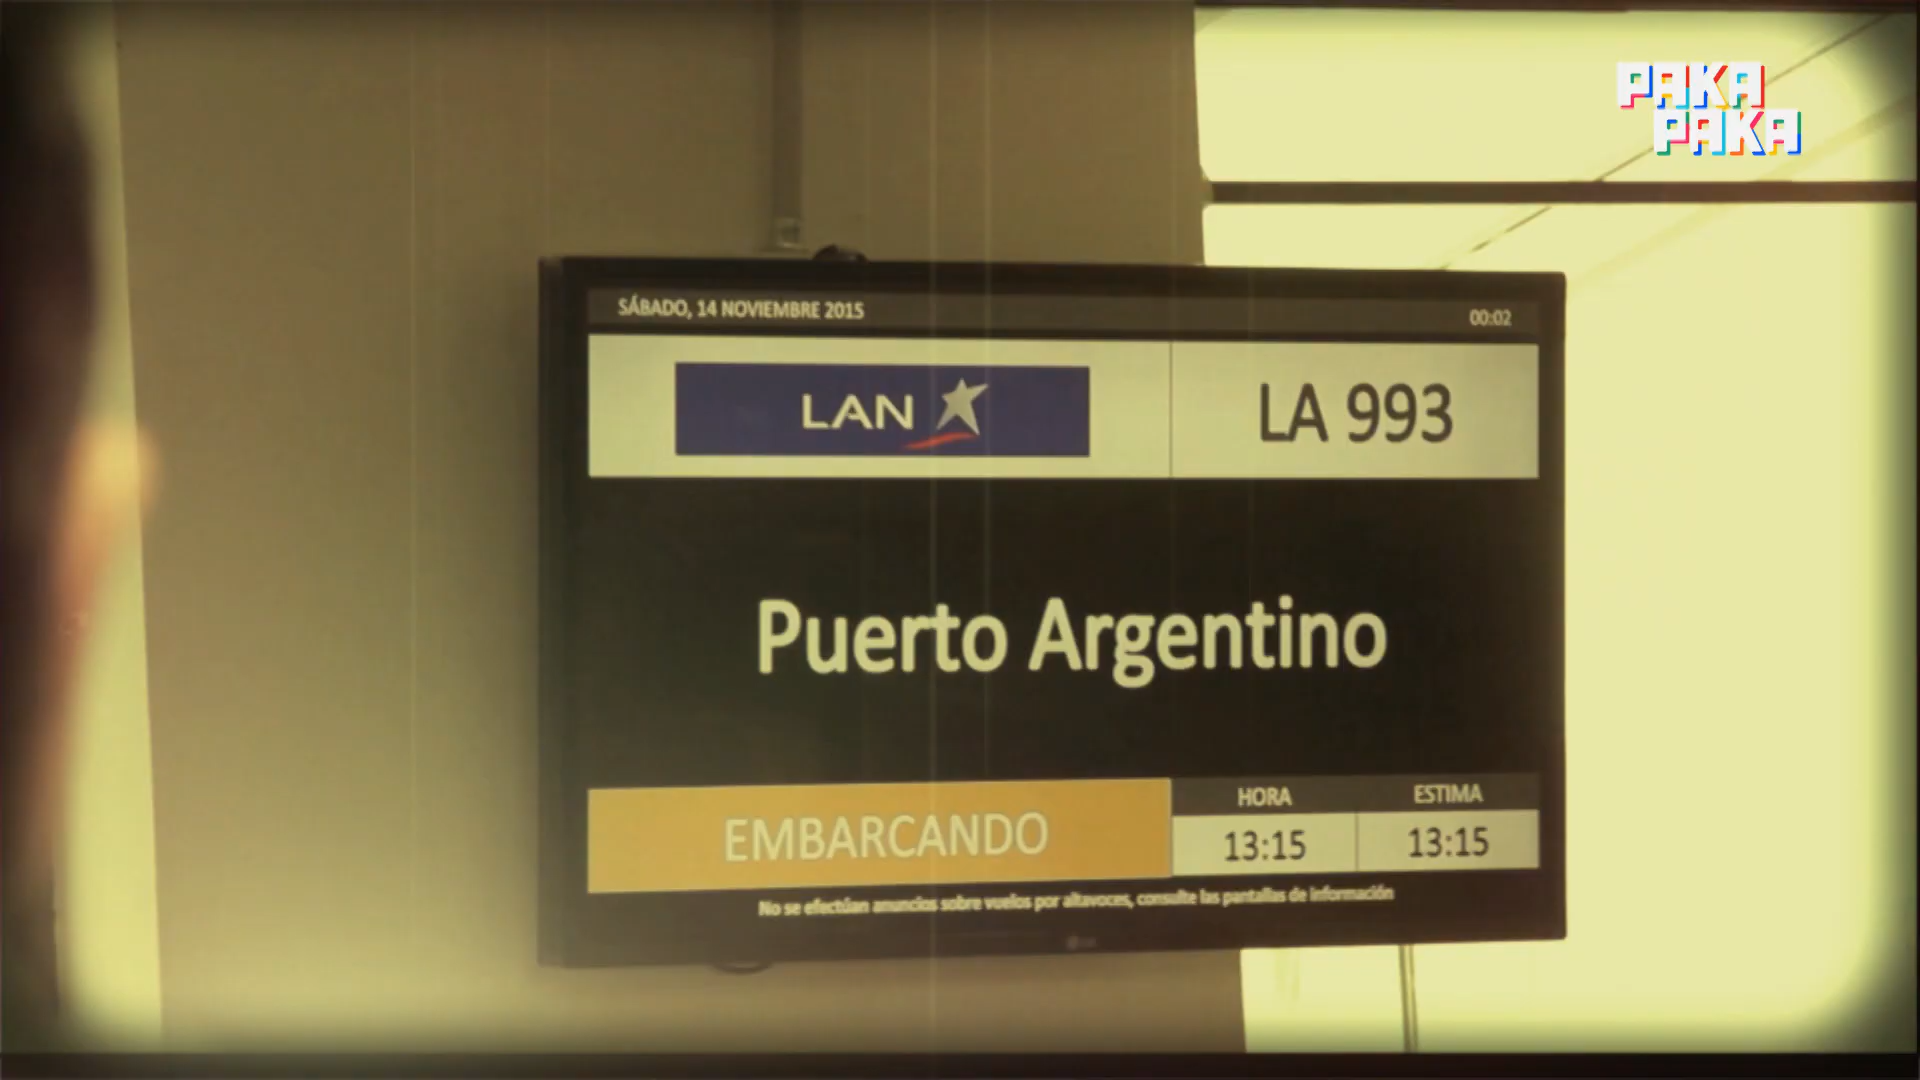 PAKA
PAKA
SÁBADO, 14 NOVIEMBRE 2015
00:02
LAN
LA 993
Puerto Argentino
EMBARCANDO
HORA
ESTIMA
13:15
13:15
No se efectúan anuncios sobre vuelos por altavoces, consulte las pantallas de información
LG